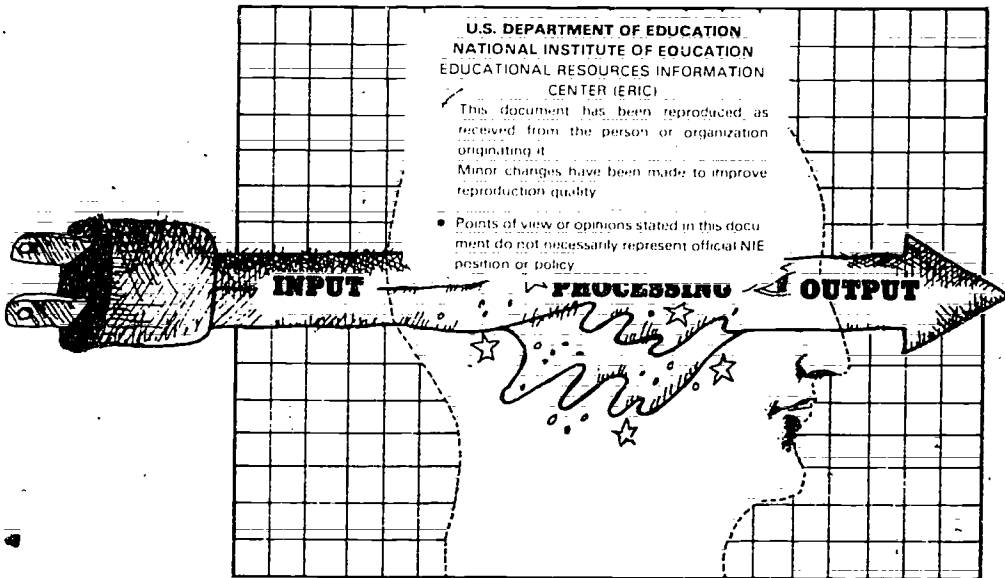 U.S. DEPARTMENT OF EDUCATION
NATIONAL INSTITUTE OF EDUCATION
EDUCATIONAL RESOURCES INFORMATION
CENTER (ERIC)
This document has been reproduced as
received from the person or organization
originating it
Minor changes have been made to improve
reproduction quality
• Points of view or opinions stated in this docu
ment do not necessarily represent official NIE
position or policy
INPUT PROCESSING OUTPUT